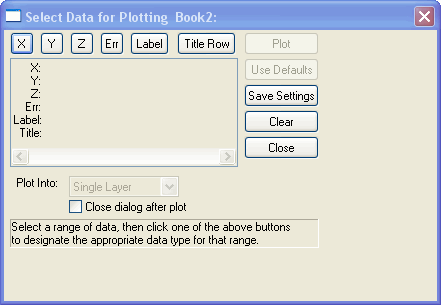 Select Data for Plotting Book2:
X Y Z Err Label Title Row Plot
Use Defaults
Save Settings
Clear
Close
X:
Y:
Z:
Err:
Label:
Title:
Plot Into: Single Layer
Close dialog after plot
Select a range of data, then click one of the above buttons
to designate the appropriate data type for that range.